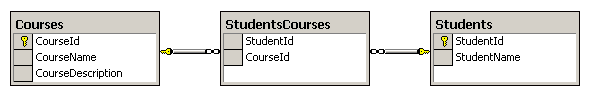 Courses
CourseId
CourseName
CourseDescription
StudentsCourses
StudentId
CourseId
Students
StudentId
StudentName